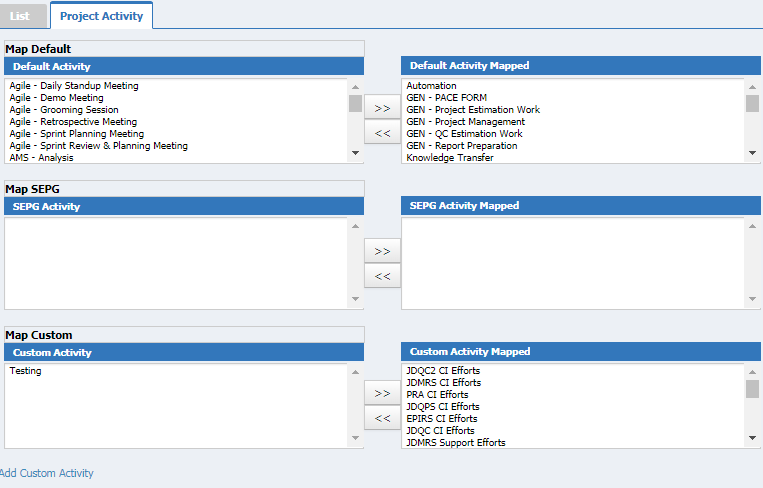 List
Project Activity
Map Default
Default Activity
Agile - Daily Standup Meeting
Agile - Demo Meeting
Agile - Grooming Session
Agile - Retrospective Meeting
Agile - Sprint Planning Meeting
Agile - Sprint Review & Planning Meeting
AMS - Analysis
>>
<<
Default Activity Mapped
Automation
GEN - PACE FORM
GEN - Project Estimation Work
GEN - Project Management
GEN - QC Estimation Work
GEN - Report Preparation
Knowledge Transfer
Map SEPG
SEPG Activity
>>
<<
SEPG Activity Mapped
Map Custom
Custom Activity
Testing
>>
<<
Custom Activity Mapped
JDQC2 CI Efforts
JDMRS CI Efforts
PRA CI Efforts
JDQPS CI Efforts
EPIRS CI Efforts
JDQC CI Efforts
JDMRS Support Efforts
Add Custom Activity